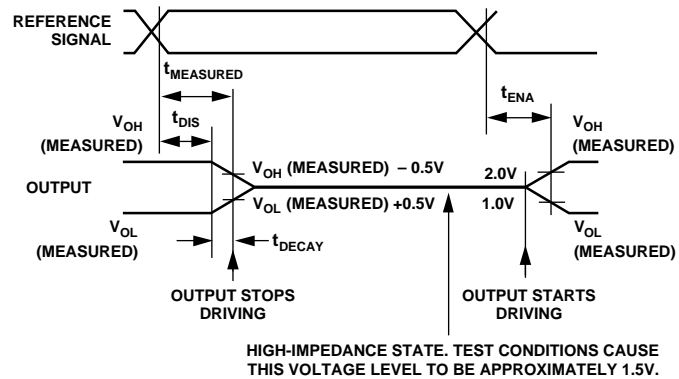 REFERENCE
SIGNAL
tMEASURED
tENA
VOH
(MEASURED)
tDIS
VOH
(MEASURED)
VOH (MEASURED) – 0.5V
2.0V
OUTPUT
VOL (MEASURED) +0.5V
1.0V
VOL
(MEASURED)
tDECAY
VOL
(MEASURED)
OUTPUT STOPS
DRIVING
OUTPUT STARTS
DRIVING
HIGH-IMPEDANCE STATE. TEST CONDITIONS CAUSE
THIS VOLTAGE LEVEL TO BE APPROXIMATELY 1.5V.